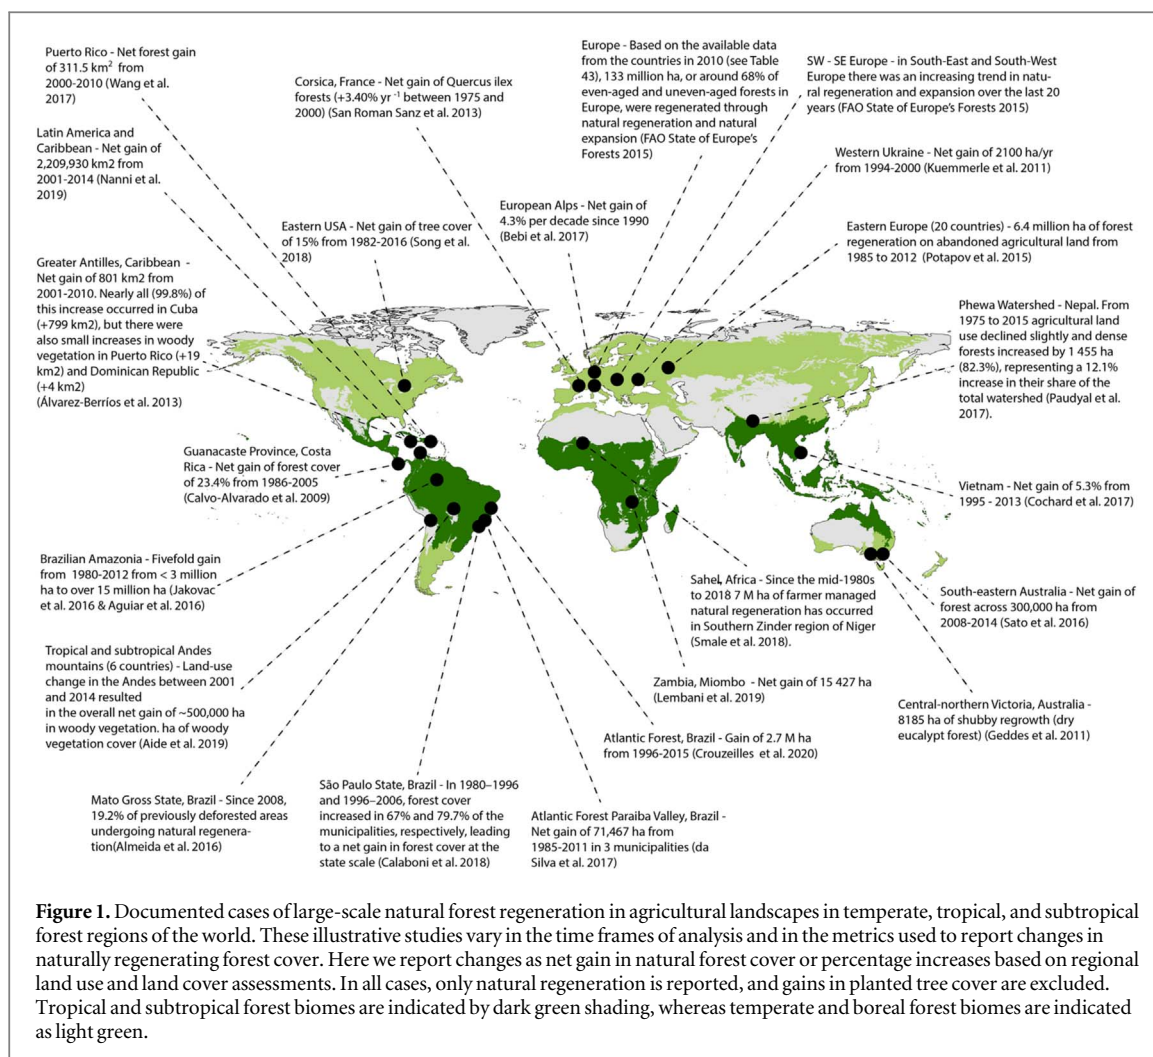 Puerto Rico - Net forest gain
of 311.5 km² from
2000-2010 (Wang et al.
2017)
Latin America and
Caribbean - Net gain of
2,209,930 km2 from
2001-2014 (Nanni et al.
2019)
Greater Antilles, Caribbean -
Net gain of 801 km2 from
2001-2010. Nearly all (99.8%) of
this increase occurred in Cuba
(+799 km2), but there were
also small increases in woody
vegetation in Puerto Rico (+19
km2) and Dominican Republic
(+4 km2)
(Álvarez-Berríos et al. 2013)
Corsica, France - Net gain of Quercus ilex
forests (+3.40% yr ⁻¹ between 1975 and
2000) (San Roman Sanz et al. 2013)
Eastern USA - Net gain of tree cover
of 15% from 1982-2016 (Song et al.
2018)
European Alps - Net gain of
4.3% per decade since 1990
(Bebi et al. 2017)
Europe - Based on the available data
from the countries in 2010 (see Table
43), 133 million ha, or around 68% of
even-aged and uneven-aged forests in
Europe, were regenerated through
natural regeneration and natural
expansion (FAO State of Europe's
Forests 2015)
SW - SE Europe - in South-East and South-West
Europe there was an increasing trend in natu-
ral regeneration and expansion over the last 20
years (FAO State of Europe's Forests 2015)
Western Ukraine - Net gain of 2100 ha/yr
from 1994-2000 (Kuemmerle et al. 2011)
Eastern Europe (20 countries) - 6.4 million ha of forest
regeneration on abandoned agricultural land from
1985 to 2012 (Potapov et al. 2015)
Phewa Watershed - Nepal. From
1975 to 2015 agricultural land
use declined slightly and dense
forests increased by 1 455 ha
(82.3%), representing a 12.1%
increase in their share of the
total watershed (Paudyal et al.
2017).
Guanacaste Province, Costa
Rica - Net gain of forest cover
of 23.4% from 1986-2005
(Calvo-Alvarado et al. 2009)
Vietnam - Net gain of 5.3% from
1995 - 2013 (Cochard et al. 2017)
Brazilian Amazonia - Fivefold gain
from 1980-2012 from < 3 million
ha to over 15 million ha (Jakovac
et al. 2016 & Aguiar et al. 2016)
Sahel, Africa - Since the mid-1980s
to 2018 7 M ha of farmer managed
natural regeneration has occurred
in Southern Zinder region of Niger
(Smale et al. 2018).
South-eastern Australia - Net gain of
forest across 300,000 ha from
2008-2014 (Sato et al. 2016)
Tropical and subtropical Andes
mountains (6 countries) - Land-use
change in the Andes between 2001
and 2014 resulted
in the overall net gain of ~500,000 ha
in woody vegetation. ha of woody
vegetation cover (Aide et al. 2019)
Zambia, Miombo - Net gain of 15 427 ha
(Lembani et al. 2019)
Central-northern Victoria, Australia -
8185 ha of shubby regrowth (dry
eucalypt forest) (Geddes et al. 2011)
Atlantic Forest, Brazil - Gain of 2.7 M ha
from 1996-2015 (Crouzeilles et al. 2020)
Mato Gross State, Brazil - Since 2008,
19.2% of previously deforested areas
undergoing natural regenera-
tion(Almeida et al. 2016)
São Paulo State, Brazil - In 1980–1996
and 1996–2006, forest cover
increased in 67% and 79.7% of the
municipalities, respectively, leading
to a net gain in forest cover at the
state scale (Calaboni et al. 2018)
Atlantic Forest Paraiba Valley, Brazil -
Net gain of 71,467 ha from
1985-2011 in 3 municipalities (da
Silva et al. 2017)
Figure 1. Documented cases of large-scale natural forest regeneration in agricultural landscapes in temperate, tropical, and subtropical
forest regions of the world. These illustrative studies vary in the time frames of analysis and in the metrics used to report changes in
naturally regenerating forest cover. Here we report changes as net gain in natural forest cover or percentage increases based on regional
land use and land cover assessments. In all cases, only natural regeneration is reported, and gains in planted tree cover are excluded.
Tropical and subtropical forest biomes are indicated by dark green shading, whereas temperate and boreal forest biomes are indicated
as light green.